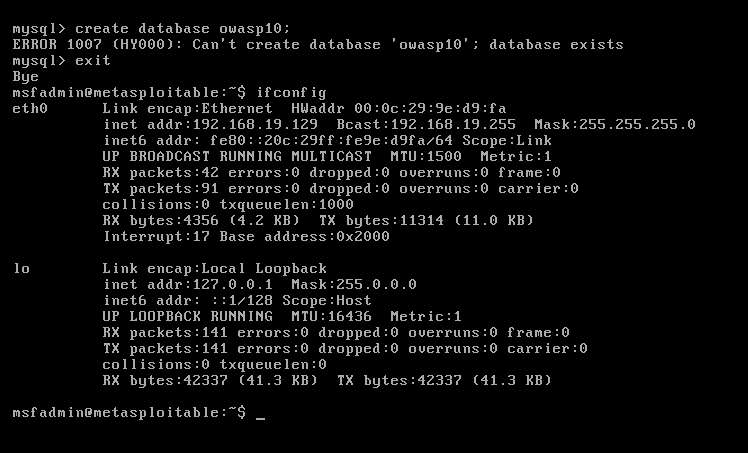 mysql> create database owasp10;
ERROR 1007 (HY000): Can't create database 'owasp10'; database exists
mysql> exit
Bye
msfadmin@metasploitable:~$ ifconfig
eth0 Link encap:Ethernet HWaddr 00:0c:29:9e:d9:fa
inet addr:192.168.19.129 Bcast:192.168.19.255 Mask:255.255.255.0
inet6 addr: fe80::20c:29ff:fe9e:d9fa/64 Scope:Link
UP BROADCAST RUNNING MULTICAST MTU:1500 Metric:1
RX packets:42 errors:0 dropped:0 overruns:0 frame:0
TX packets:91 errors:0 dropped:0 overruns:0 carrier:0
collisions:0 txqueuelen:1000
RX bytes:4356 (4.2 KB) TX bytes:11314 (11.0 KB)
Interrupt:17 Base address:0x2000
lo Link encap:Local Loopback
inet addr:127.0.0.1 Mask:255.0.0.0
inet6 addr: ::1/128 Scope:Host
UP LOOPBACK RUNNING MTU:16436 Metric:1
RX packets:141 errors:0 dropped:0 overruns:0 frame:0
TX packets:141 errors:0 dropped:0 overruns:0 carrier:0
collisions:0 txqueuelen:0
RX bytes:42337 (41.3 KB) TX bytes:42337 (41.3 KB)
msfadmin@metasploitable:~$ _